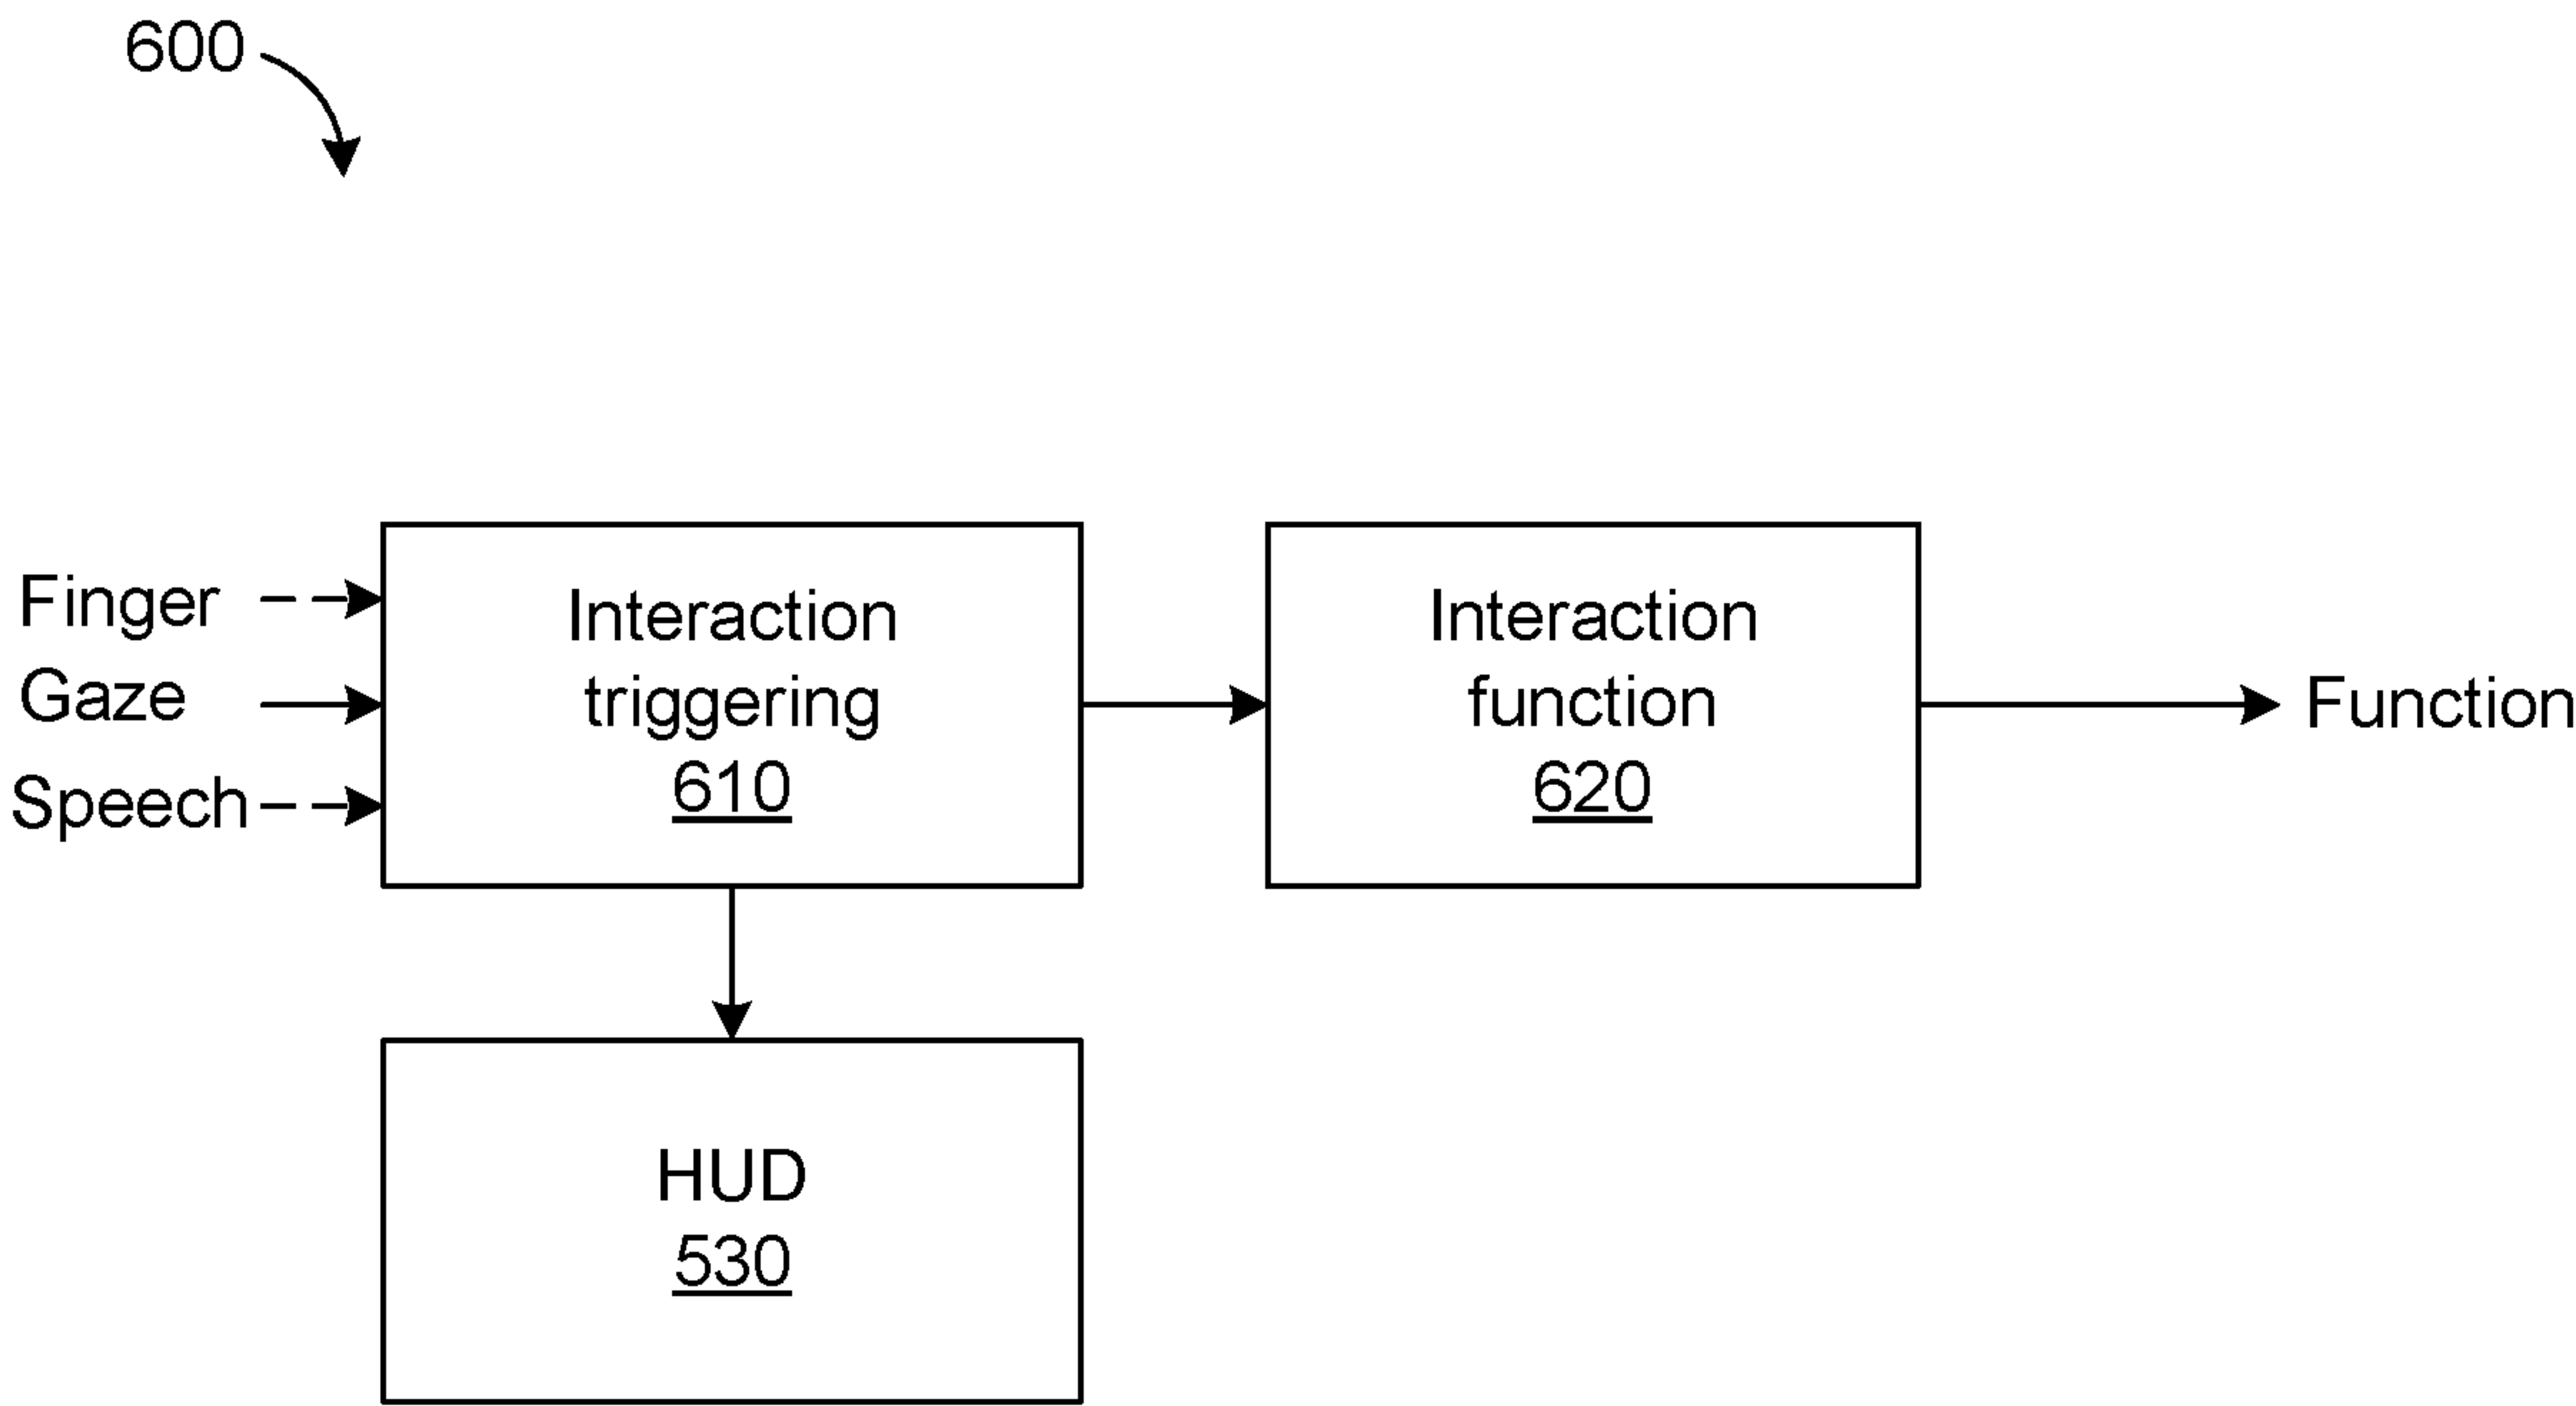 600
Finger
Gaze
Speech
Interaction
triggering
610
Interaction
function
620
Function
HUD
530